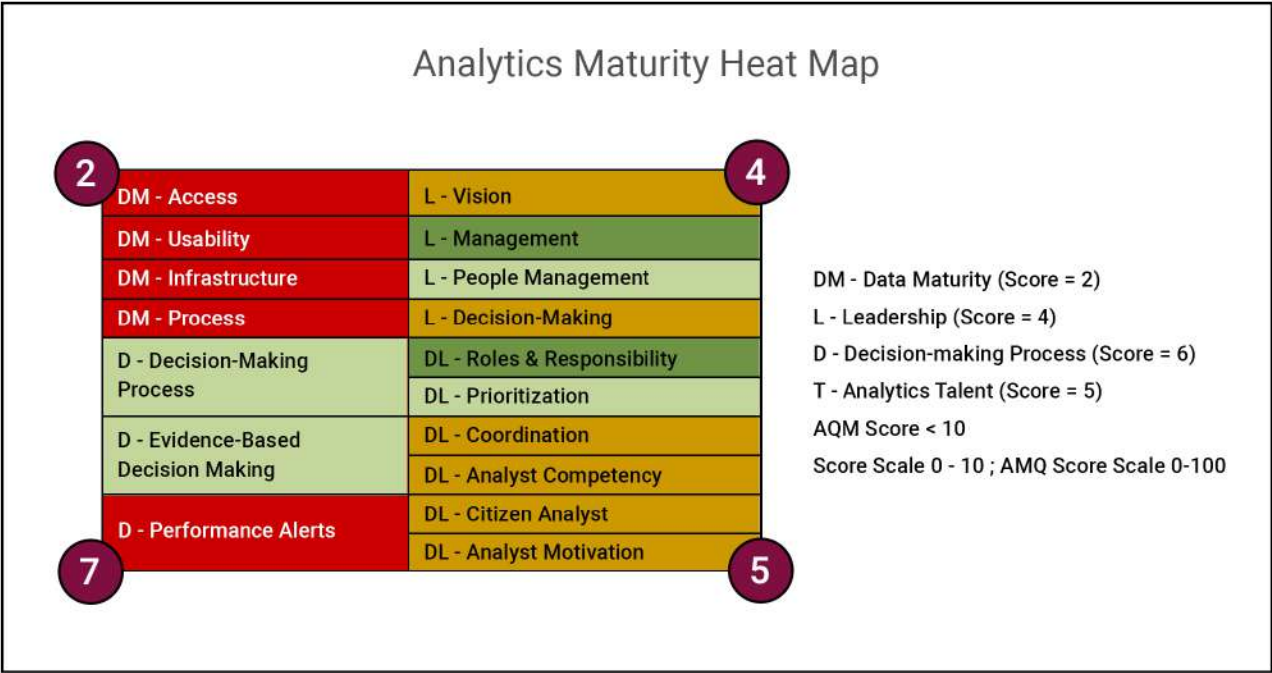 Analytics Maturity Heat Map
2
4
DM - Access
L - Vision
DM - Usability
L - Management
DM - Infrastructure
L - People Management
DM - Process
L - Decision-Making
D - Decision-Making
Process
DL - Roles & Responsibility
DL - Prioritization
D - Evidence-Based
Decision Making
DL - Coordination
DL - Analyst Competency
D - Performance Alerts
DL - Citizen Analyst
DL - Analyst Motivation
7
5
DM - Data Maturity (Score = 2)
L - Leadership (Score = 4)
D - Decision-making Process (Score = 6)
T - Analytics Talent (Score = 5)
AQM Score < 10
Score Scale 0 - 10 ; AMQ Score Scale 0-100